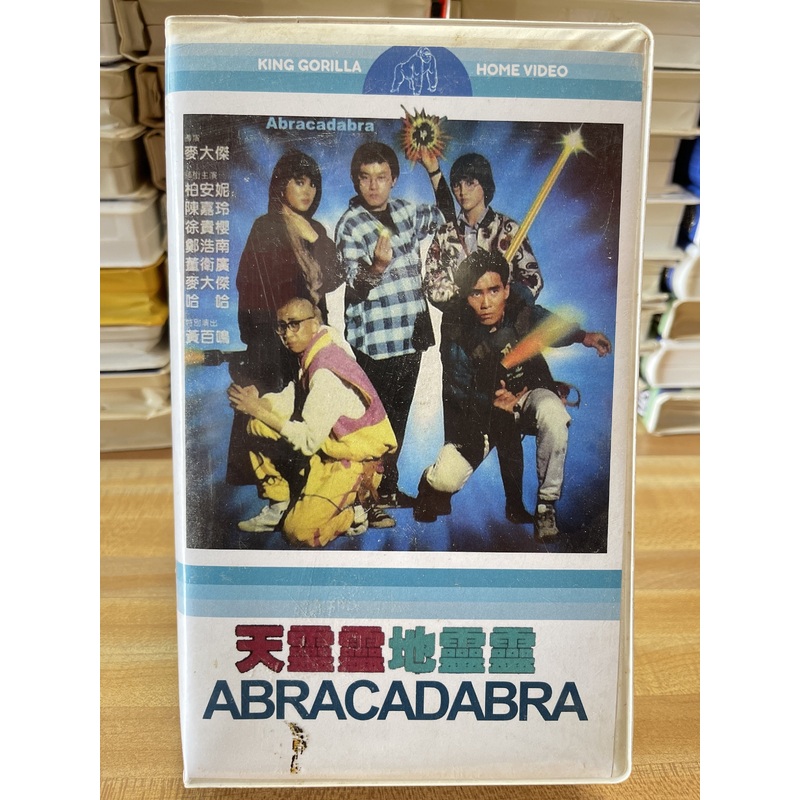 KING GORILLA HOME VIDEO
Abracadabra
導演
麥大傑
領銜主演
柏安妮
陳嘉玲
徐貴櫻
鄭浩南
董衛廣
麥大傑
哈哈
特別演出
黃百鳴
天靈靈地靈靈
ABRACADABRA